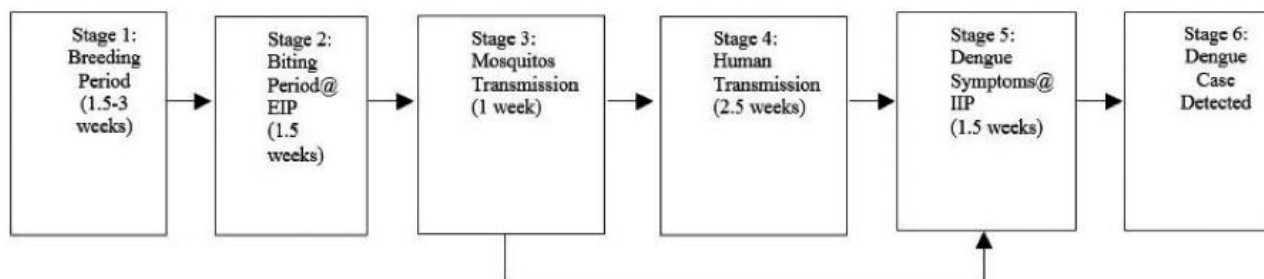 Stage 1:
Breeding
Period
(1.5-3
weeks)
Stage 2:
Biting
Period@
EIP
(1.5
weeks)
Stage 3:
Mosquitos
Transmission
(1 week)
Stage 4:
Human
Transmission
(2.5 weeks)
Stage 5:
Dengue
Symptoms@
IIP
(1.5 weeks)
Stage 6:
Dengue
Case
Detected